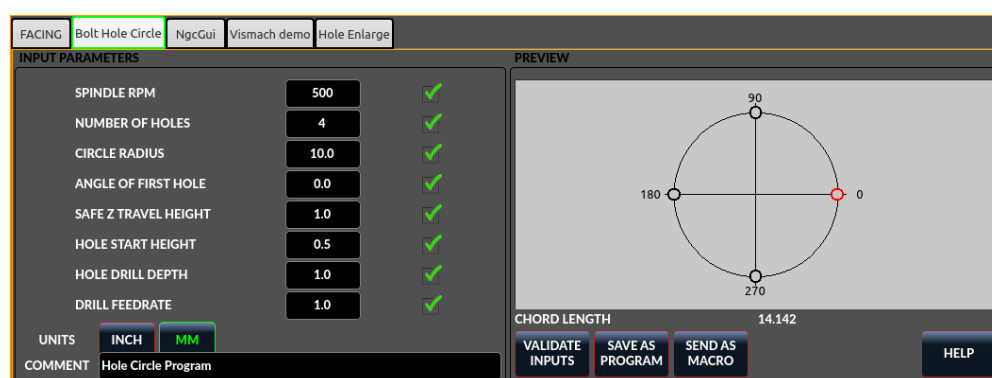 FACING Bolt Hole Circle NgcGui Vismach demo Hole Enlarge
INPUT PARAMETERS
SPINDLE RPM 500
NUMBER OF HOLES 4
CIRCLE RADIUS 10.0
ANGLE OF FIRST HOLE 0.0
SAFE Z TRAVEL HEIGHT 1.0
HOLE START HEIGHT 0.5
HOLE DRILL DEPTH 1.0
DRILL FEEDRATE 1.0
UNITS INCH MM
COMMENT Hole Circle Program
PREVIEW
90
180 0
270
CHORD LENGTH 14.142
VALIDATE INPUTS SAVE AS PROGRAM SEND AS MACRO HELP